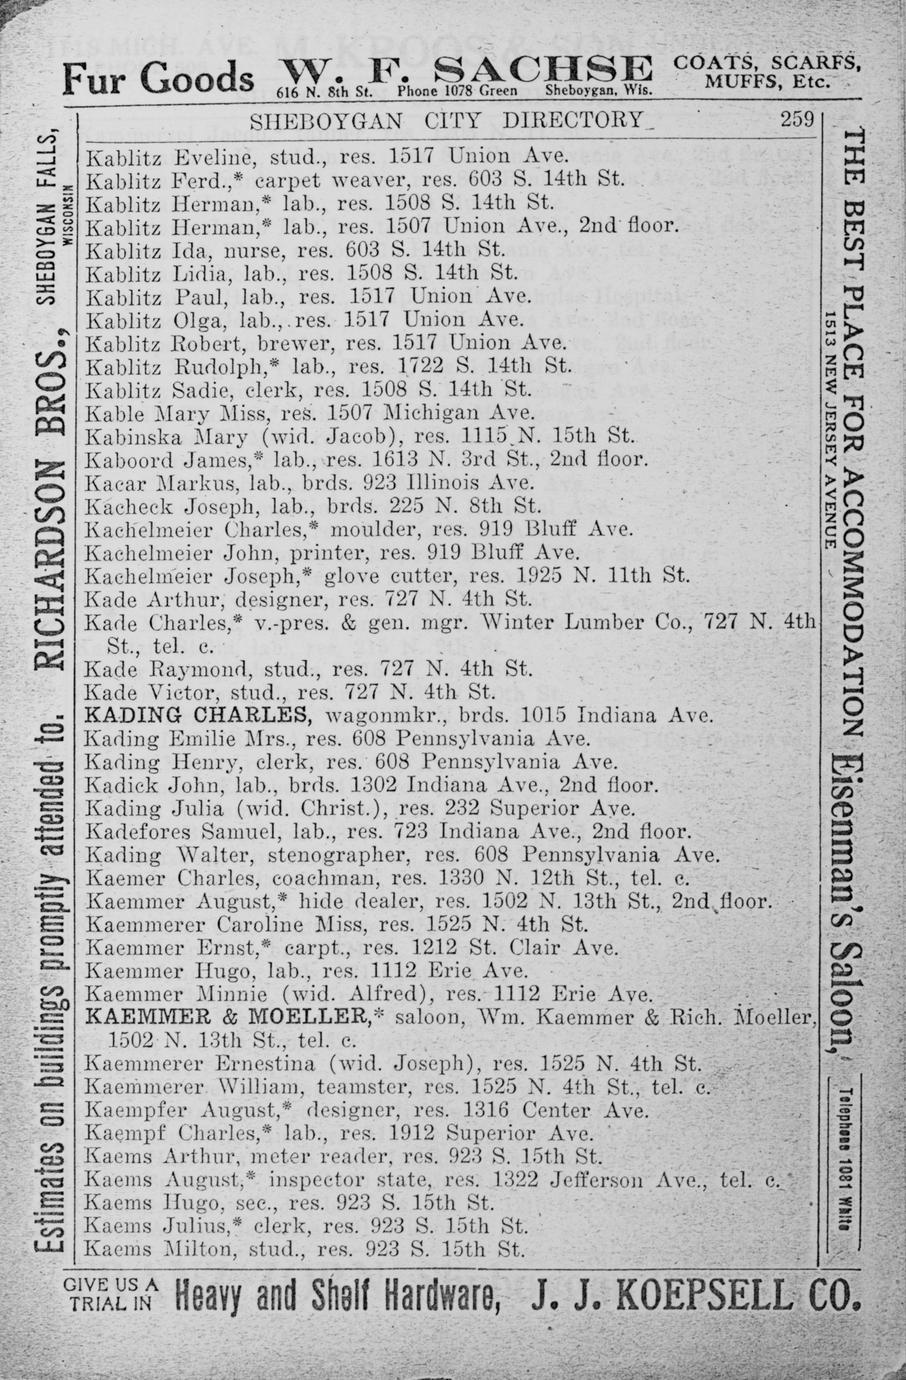 Fur Goods W. F. SACHSE COATS, SCARFS,
616 N. 8th St. Phone 1078 Green Sheboygan, Wis. MUFFS, Etc.
SHEBOYGAN CITY DIRECTORY 259
Kablitz Eveline, stud., res. 1517 Union Ave.
Kablitz Ferd.,* carpet weaver, res. 603 S. 14th St.
Kablitz Herman,* lab., res. 1508 S. 14th St.
Kablitz Herman,* lab., res. 1507 Union Ave., 2nd floor.
Kablitz Ida, nurse, res. 603 S. 14th St.
Kablitz Lidia, lab., res. 1508 S. 14th St.
Kablitz Paul, lab., res. 1517 Union Ave.
Kablitz Olga, lab., res. 1517 Union Ave.
Kablitz Robert, brewer, res. 1517 Union Ave.
Kablitz Rudolph,* lab., res. 1722 S. 14th St.
Kablitz Sadie, clerk, res. 1508 S. 14th St.
Kable Mary Miss, res. 1507 Michigan Ave.
Kabinska Mary (wid. Jacob), res. 1115 N. 15th St.
Kaboord James,* lab., res. 1613 N. 3rd St., 2nd floor.
Kacar Markus, lab., brds. 923 Illinois Ave.
Kacheck Joseph, lab., brds. 225 N. 8th St.
Kachelmeier Charles,* moulder, res. 919 Bluff Ave.
Kachelmeier John, printer, res. 919 Bluff Ave.
Kachelmeier Joseph,* glove cutter, res. 1925 N. 11th St.
Kade Arthur, designer, res. 727 N. 4th St.
Kade Charles,* v.-pres. & gen. mgr. Winter Lumber Co., 727 N. 4th
St., tel. c.
Kade Raymond, stud., res. 727 N. 4th St.
Kade Victor, stud., res. 727 N. 4th St.
KADING CHARLES, wagonmkr., brds. 1015 Indiana Ave.
Kading Emilie Mrs., res. 608 Pennsylvania Ave.
Kading Henry, clerk, res. 608 Pennsylvania Ave.
Kadick John, lab., brds. 1302 Indiana Ave., 2nd floor.
Kading Julia (wid. Christ.), res. 232 Superior Ave.
Kadefores Samuel, lab., res. 723 Indiana Ave., 2nd floor.
Kading Walter, stenographer, res. 608 Pennsylvania Ave.
Kaemer Charles, coachman, res. 1330 N. 12th St., tel. c.
Kaemmer August,* hide dealer, res. 1502 N. 13th St., 2nd floor.
Kaemmerer Caroline Miss, res. 1525 N. 4th St.
Kaemmer Ernst,* carpt., res. 1212 St. Clair Ave.
Kaemmer Hugo, lab., res. 1112 Erie Ave.
Kaemmer Minnie (wid. Alfred), res. 1112 Erie Ave.
KAEMMER & MOELLER,* saloon, Wm. Kaemmer & Rich. Moeller,
1502 N. 13th St., tel. c.
Kaemmerer Ernestina (wid. Joseph), res. 1525 N. 4th St.
Kaemmerer William, teamster, res. 1525 N. 4th St., tel. c.
Kaempfer August,* designer, res. 1316 Center Ave.
Kaempf Charles,* lab., res. 1912 Superior Ave.
Kaems Arthur, meter reader, res. 923 S. 15th St.
Kaems August,* inspector state, res. 1322 Jefferson Ave., tel. c.
Kaems Hugo, sec., res. 923 S. 15th St.
Kaems Julius,* clerk, res. 923 S. 15th St.
Kaems Milton, stud., res. 923 S. 15th St.
Estimates on buildings promptly attended to. RICHARDSON BROS., SHEBOYGAN FALLS,
WISCONSIN
THE BEST PLACE FOR ACCOMMODATION Eisenman's Saloon,
1513 NEW JERSEY AVENUE
Telephone 1081 White
GIVE US A
TRIAL IN Heavy and Shelf Hardware, J. J. KOEPSELL CO.